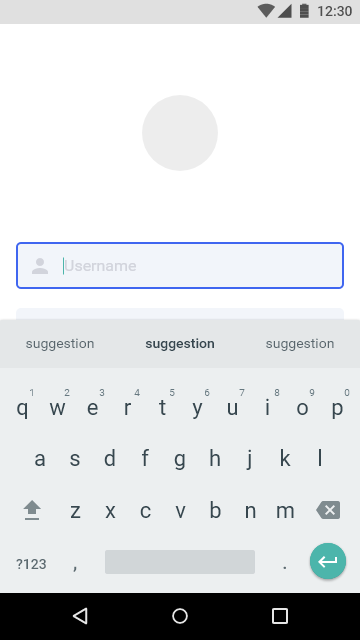 12:30
Username
suggestion suggestion suggestion
1 2 3 4 5 6 7 8 9 0
q w e r t y u i o p
a s d f g h j k l
z x c v b n m
?123 , .